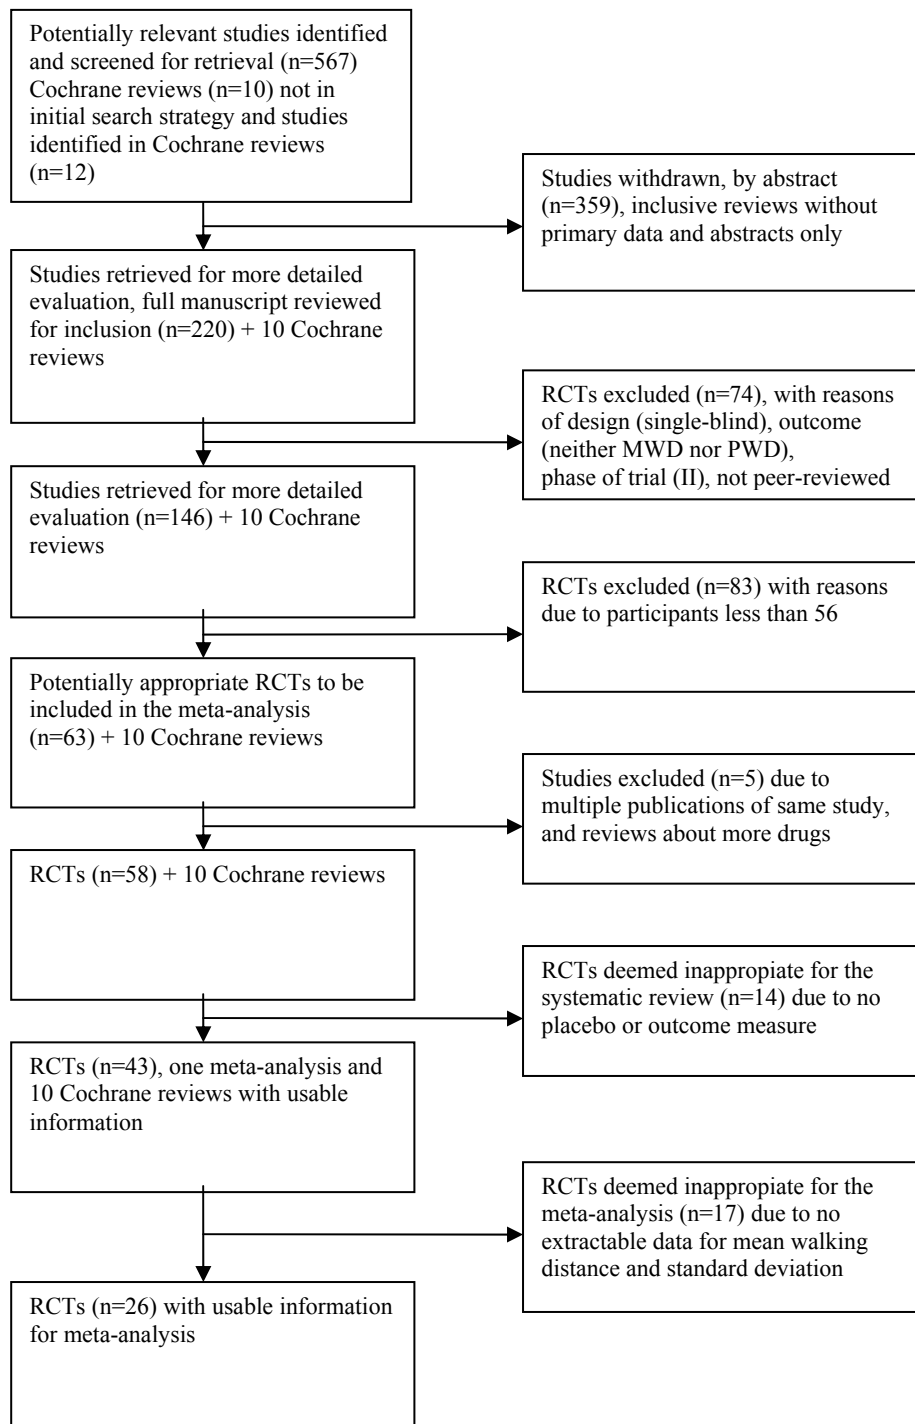 Potentially relevant studies identified
and screened for retrieval (n=567)
Cochrane reviews (n=10) not in
initial search strategy and studies
identified in Cochrane reviews
(n=12)
Studies withdrawn, by abstract
(n=359), inclusive reviews without
primary data and abstracts only
Studies retrieved for more detailed
evaluation, full manuscript reviewed
for inclusion (n=220) + 10 Cochrane
reviews
RCTs excluded (n=74), with reasons
of design (single-blind), outcome
(neither MWD nor PWD),
phase of trial (II), not peer-reviewed
Studies retrieved for more detailed
evaluation (n=146) + 10 Cochrane
reviews
RCTs excluded (n=83) with reasons
due to participants less than 56
Potentially appropriate RCTs to be
included in the meta-analysis
(n=63) + 10 Cochrane reviews
Studies excluded (n=5) due to
multiple publications of same study,
and reviews about more drugs
RCTs (n=58) + 10 Cochrane reviews
RCTs deemed inappropiate for the
systematic review (n=14) due to no
placebo or outcome measure
RCTs (n=43), one meta-analysis and
10 Cochrane reviews with usable
information
RCTs deemed inappropiate for the
meta-analysis (n=17) due to no
extractable data for mean walking
distance and standard deviation
RCTs (n=26) with usable information
for meta-analysis